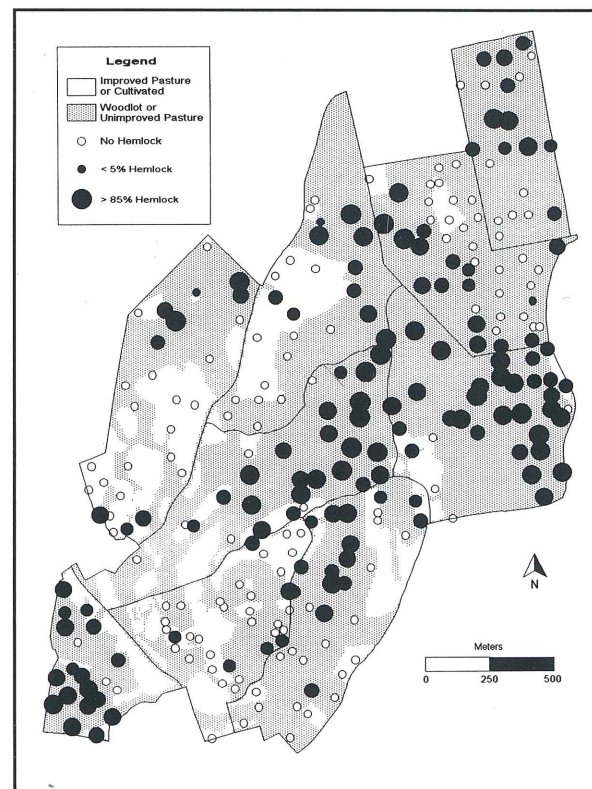 Legend
Improved Pasture
or Cultivated
Woodlot or
Unimproved Pasture
No Hemlock
< 5% Hemlock
> 85% Hemlock
N
Meters
0 250 500